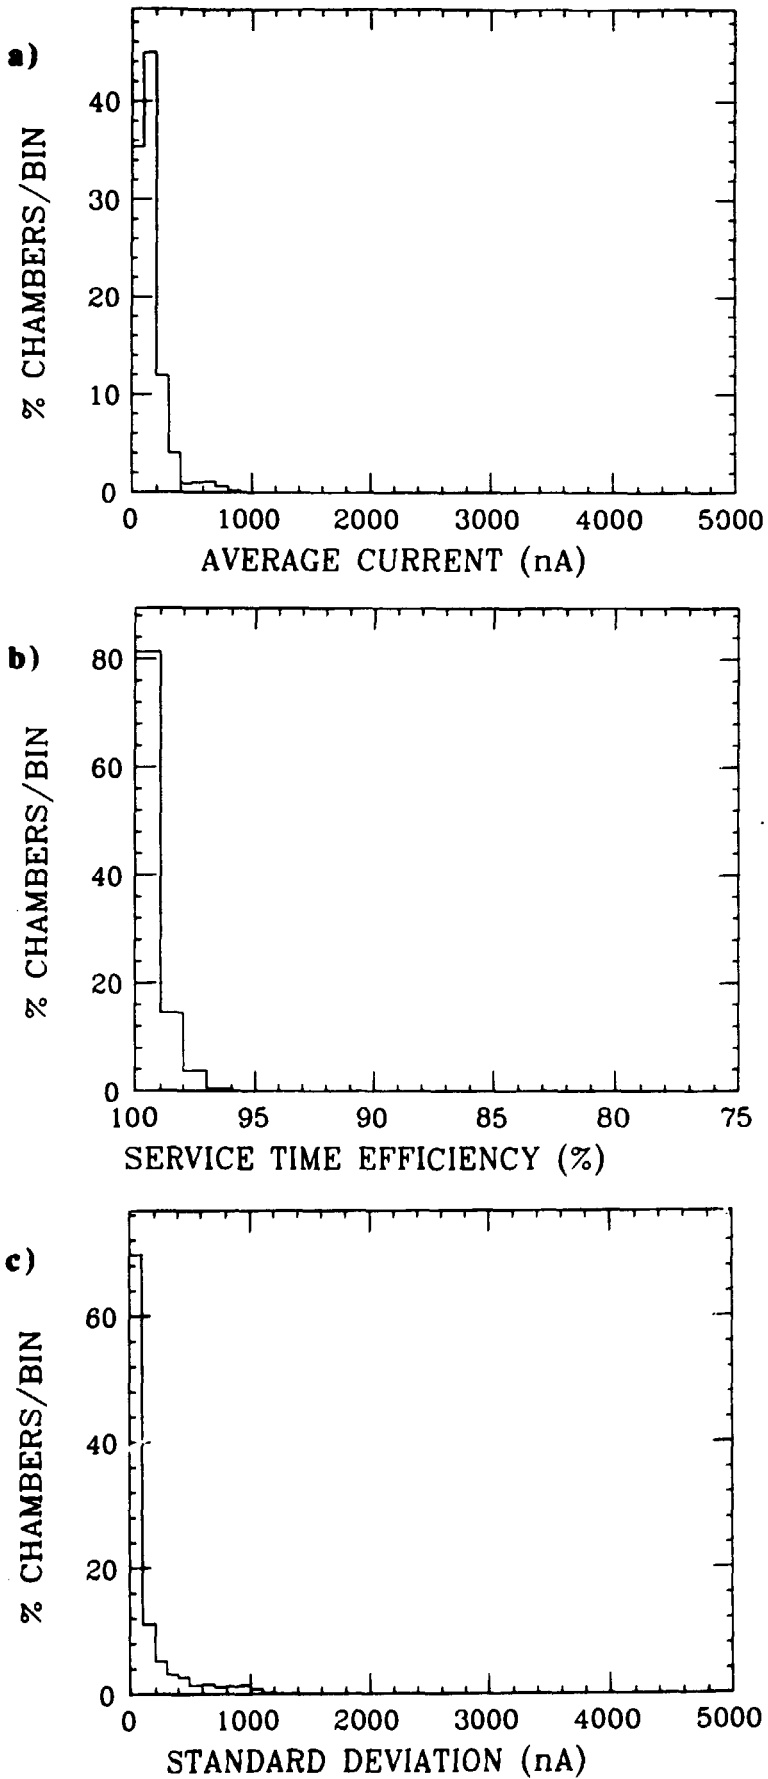 a)
% CHAMBERS/BIN
40
30
20
10
0
0 1000 2000 3000 4000 5000
AVERAGE CURRENT (nA)
b)
% CHAMBERS/BIN
80
60
40
20
0
100 95 90 85 80 75
SERVICE TIME EFFICIENCY (%)
c)
% CHAMBERS/BIN
60
40
20
0
0 1000 2000 3000 4000 5000
STANDARD DEVIATION (nA)